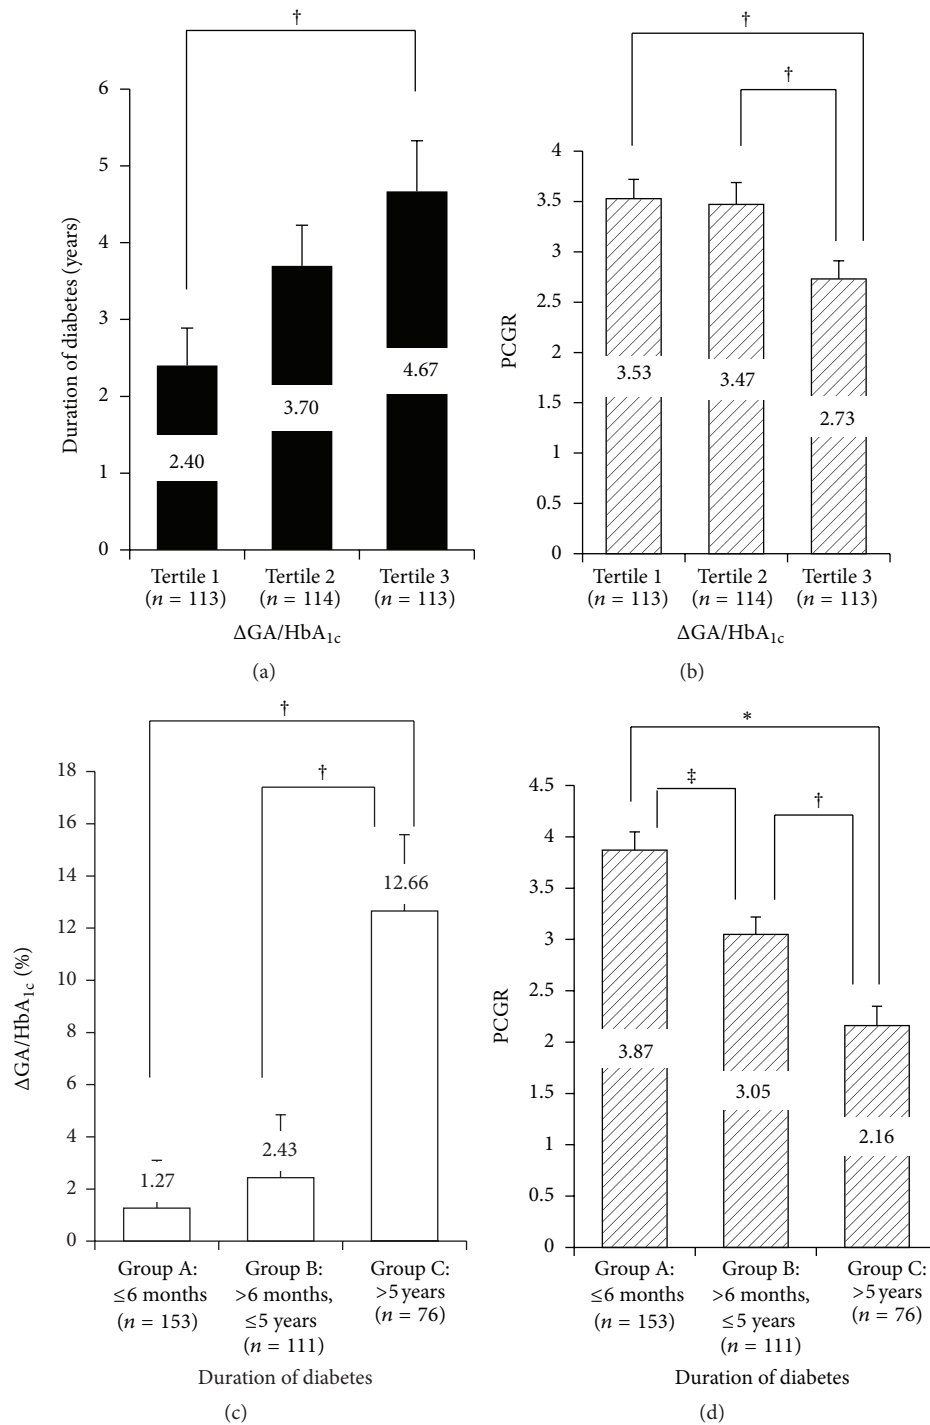 †
6
5
4
3
2
1
0
Duration of diabetes (years)
2.40
3.70
4.67
Tertile 1
(n = 113)
Tertile 2
(n = 114)
Tertile 3
(n = 113)
ΔGA/HbA1c
(a)
†
†
4
3.5
3
2.5
2
1.5
1
0.5
0
PCGR
3.53
3.47
2.73
Tertile 1
(n = 113)
Tertile 2
(n = 114)
Tertile 3
(n = 113)
ΔGA/HbA1c
(b)
†
†
18
16
14
12
10
8
6
4
2
0
ΔGA/HbA1c (%)
1.27
2.43
12.66
Group A:
≤6 months
(n = 153)
Group B:
>6 months,
≤5 years
(n = 111)
Group C:
>5 years
(n = 76)
Duration of diabetes
(c)
*
‡
†
4.5
4
3.5
3
2.5
2
1.5
1
0.5
0
PCGR
3.87
3.05
2.16
Group A:
≤6 months
(n = 153)
Group B:
>6 months,
≤5 years
(n = 111)
Group C:
>5 years
(n = 76)
Duration of diabetes
(d)